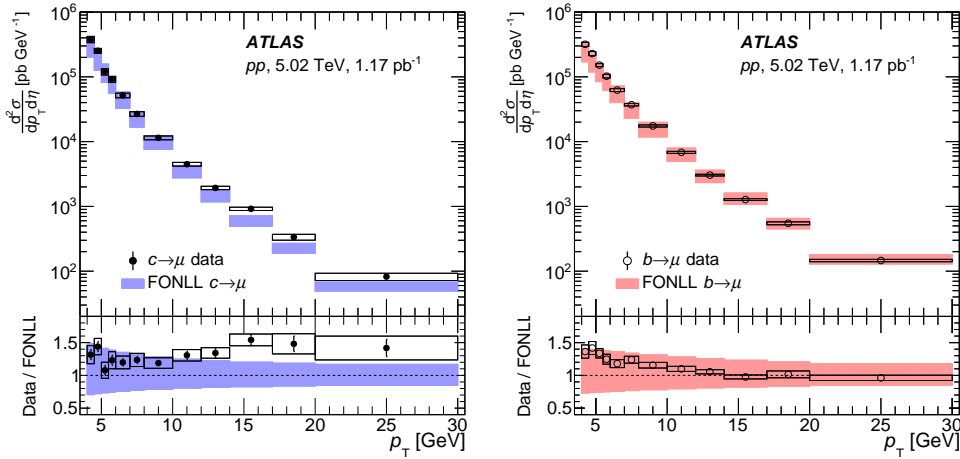 ATLAS
pp, 5.02 TeV, 1.17 pb⁻¹
d²σ/dp_T dη [pb GeV⁻¹]
10⁶
10⁵
10⁴
10³
10²
c→μ data
FONLL c→μ
Data / FONLL
1.5
1
0.5
5 10 15 20 25 30
p_T [GeV]
ATLAS
pp, 5.02 TeV, 1.17 pb⁻¹
d²σ/dp_T dη [pb GeV⁻¹]
10⁶
10⁵
10⁴
10³
10²
b→μ data
FONLL b→μ
Data / FONLL
1.5
1
0.5
5 10 15 20 25 30
p_T [GeV]